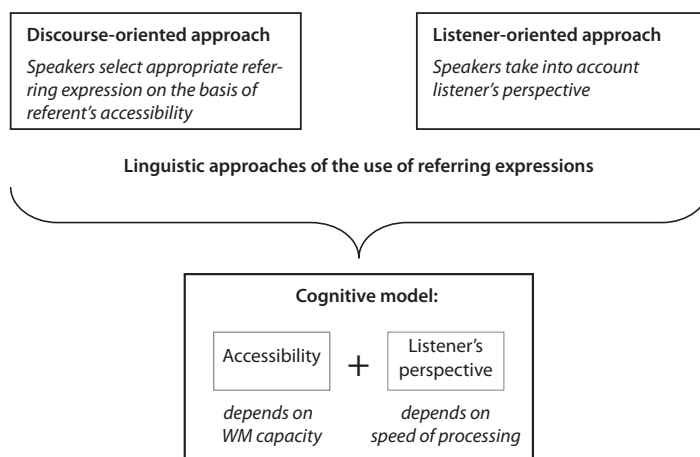 Discourse-oriented approach
Speakers select appropriate refer-
ring expression on the basis of
referent's accessibility
Listener-oriented approach
Speakers take into account
listener's perspective
Linguistic approaches of the use of referring expressions
Cognitive model:
Accessibility
+
Listener's
perspective
depends on
WM capacity
depends on
speed of processing